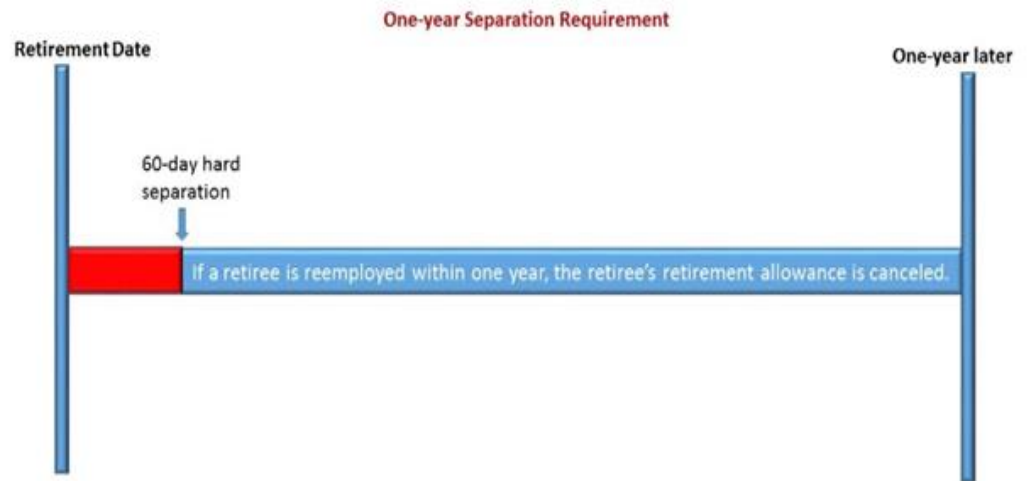 One-year Separation Requirement
Retirement Date
One-year later
60-day hard
separation
If a retiree is reemployed within one year, the retiree's retirement allowance is canceled.